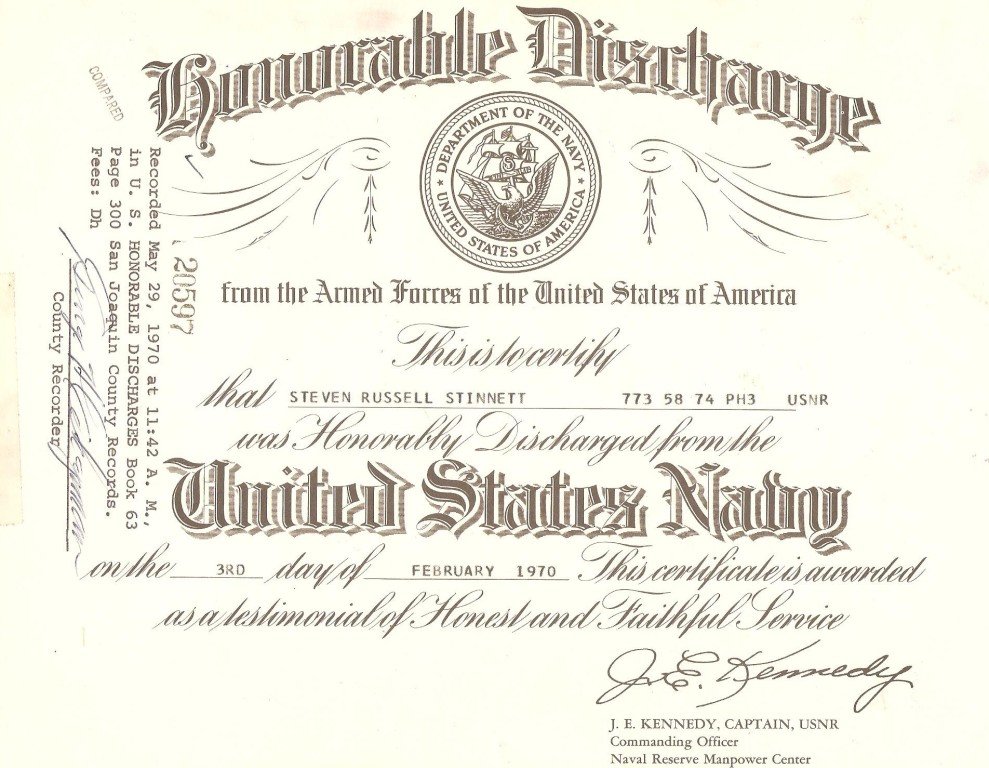 Honorable Discharge
DEPARTMENT OF THE NAVY
UNITED STATES OF AMERICA
from the Armed Forces of the United States of America
This is to certify
that STEVEN RUSSELL STINNETT 773 58 74 PH3 USNR
was Honorably Discharged from the
United States Navy
on the 3RD day of FEBRUARY 1970 This certificate is awarded
as a testimonial of Honest and Faithful Service
J. E. Kennedy
J. E. KENNEDY, CAPTAIN, USNR
Commanding Officer
Naval Reserve Manpower Center
COMPARED
20597
Recorded May 29, 1970 at 11:42 A. M.,
in U. S. HONORABLE DISCHARGES Book 63
Page 300 San Joaquin County Records.
Fees: Dh
County Recorder